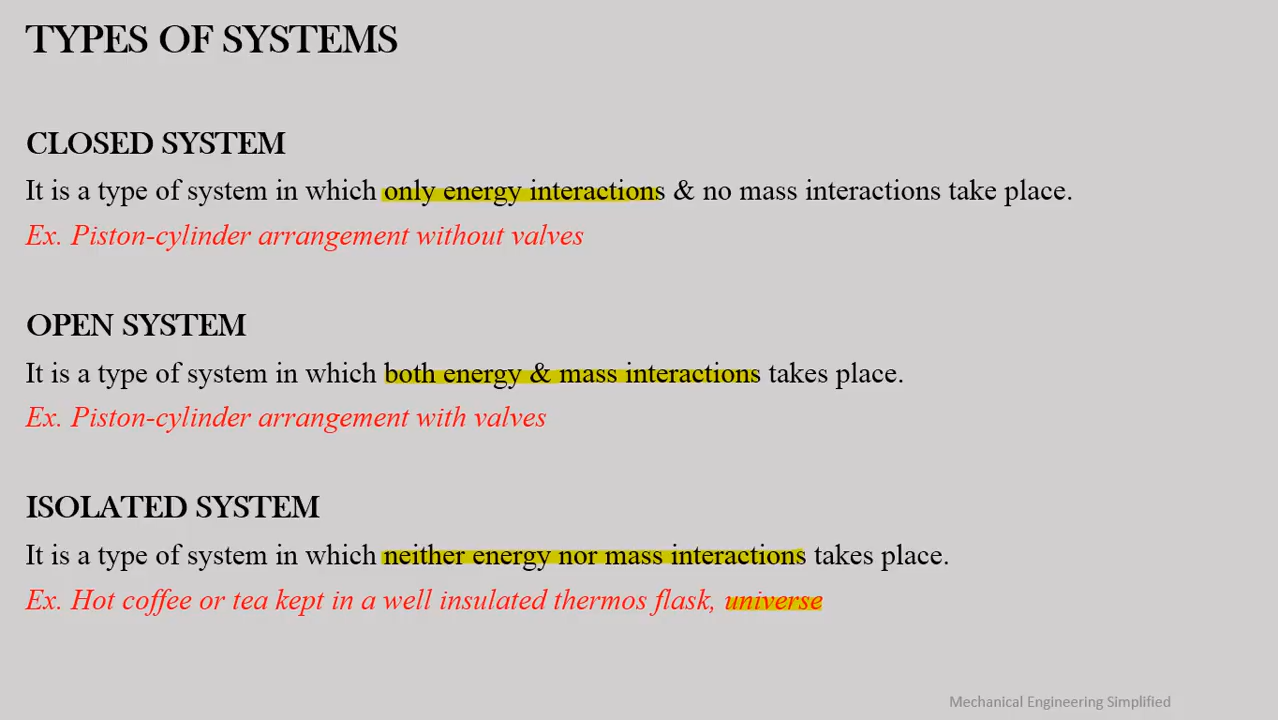 TYPES OF SYSTEMS
CLOSED SYSTEM
It is a type of system in which only energy interactions & no mass interactions take place.
Ex. Piston-cylinder arrangement without valves
OPEN SYSTEM
It is a type of system in which both energy & mass interactions takes place.
Ex. Piston-cylinder arrangement with valves
ISOLATED SYSTEM
It is a type of system in which neither energy nor mass interactions takes place.
Ex. Hot coffee or tea kept in a well insulated thermos flask, universe
Mechanical Engineering Simplified